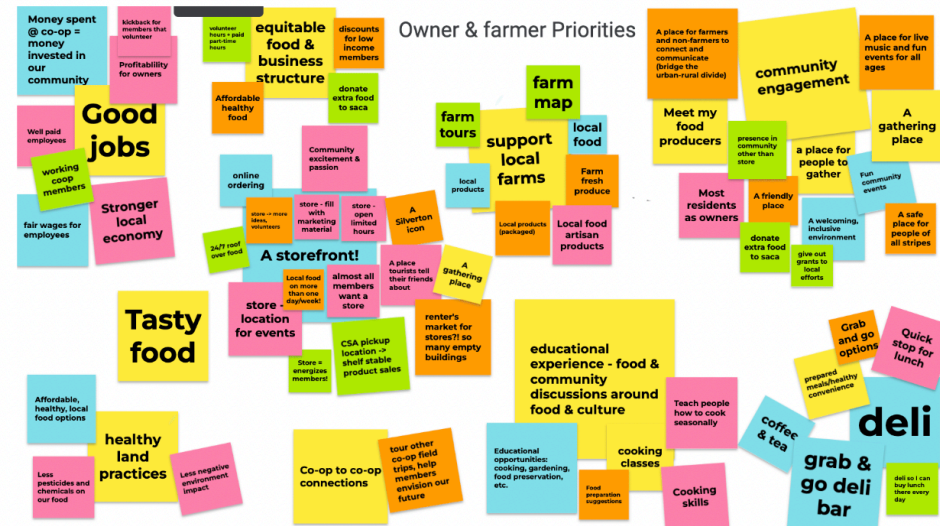 Owner & farmer Priorities
Money spent
@ co-op =
money
invested in
our
community
kickback for
members that
volunteer
Profitability
for owners
Good
jobs
Well paid
employees
working
coop
members
fair wages for
employees
Stronger
local
economy
volunteer
hours = paid
part-time
hours
equitable
food &
business
structure
discounts
for low
income
members
Affordable
healthy
food
donate
extra food
to saca
Community
excitement &
passion
online
ordering
store -> more
ideas,
volunteers
store - fill
with
marketing
material
store -
open
limited
hours
A
Silverton
icon
24/7 roof
over food
A storefront!
Local food
on more
than one
day/week!
almost all
members
want a
store
A place
tourists tell
their friends
about
A
gathering
place
store -
location
for events
Store =
energizes
members!
CSA pickup
location ->
shelf stable
product sales
renter's
market for
stores?! so
many empty
buildings
farm
map
farm
tours
support
local
farms
local
food
local
products
Farm
fresh
produce
Local products
(packaged)
Local food
artisan
products
A place for farmers
and non-farmers to
connect and
communicate
(bridge the
urban-rural divide)
community
engagement
A place for
live music
and fun
events for all
ages
Meet my
food
producers
presence in
community
other than
store
a place for
people to
gather
A
gathering
place
Fun
community
events
Most
residents
as owners
A friendly
place
A welcoming,
inclusive
environment
A safe
place for
people of
all stripes
donate
extra food
to saca
give out
grants to
local
efforts
Tasty
food
Affordable,
healthy, local
food options
healthy
land
practices
Less
pesticides and
chemicals on
our food
Less negative
environment
impact
Co-op to co-op
connections
tour other
co-op field
trips, help
members
envision our
future
educational
experience - food &
community
discussions around
food & culture
Teach people
how to cook
seasonally
Educational
opportunities:
cooking, gardening,
food preservation,
etc.
cooking
classes
Food
preparation
suggestions
Cooking
skills
Grab
and go
options
Quick
stop for
lunch
prepared
meals/healthy
convenience
deli
coffee
& tea
grab &
go deli
bar
deli so I can
buy lunch
there every
day